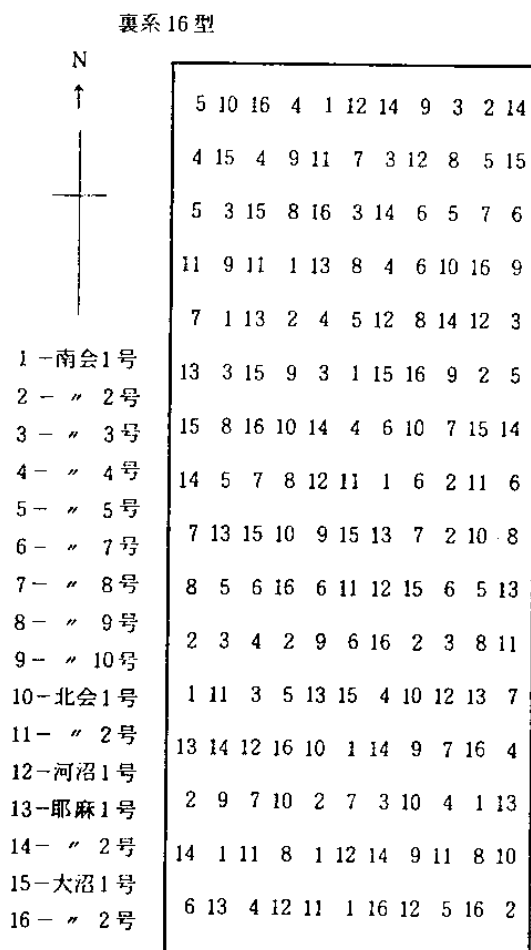 裏系 16 型
N
5 10 16 4 1 12 14 9 3 2 14
4 15 4 9 11 7 3 12 8 5 15
5 3 15 8 16 3 14 6 5 7 6
11 9 11 1 13 8 4 6 10 16 9
7 1 13 2 4 5 12 8 14 12 3
13 3 15 9 3 1 15 16 9 2 5
15 8 16 10 14 4 6 10 7 15 14
14 5 7 8 12 11 1 6 2 11 6
7 13 15 10 9 15 13 7 2 10 8
8 5 6 16 6 11 12 15 6 5 13
2 3 4 2 9 6 16 2 3 8 11
1 11 3 5 13 15 4 10 12 13 7
13 14 12 16 10 1 14 9 7 16 4
2 9 7 10 2 7 3 10 4 1 13
14 1 11 8 1 12 14 9 11 8 10
6 13 4 12 11 1 16 12 5 16 2
1 －南会1号
2 － 〃 2号
3 － 〃 3号
4 － 〃 4号
5 － 〃 5号
6 － 〃 7号
7 － 〃 8号
8 － 〃 9号
9 － 〃 10号
10－北会1号
11－ 〃 2号
12－河沼1号
13－耶麻1号
14－ 〃 2号
15－大沼1号
16－ 〃 2号